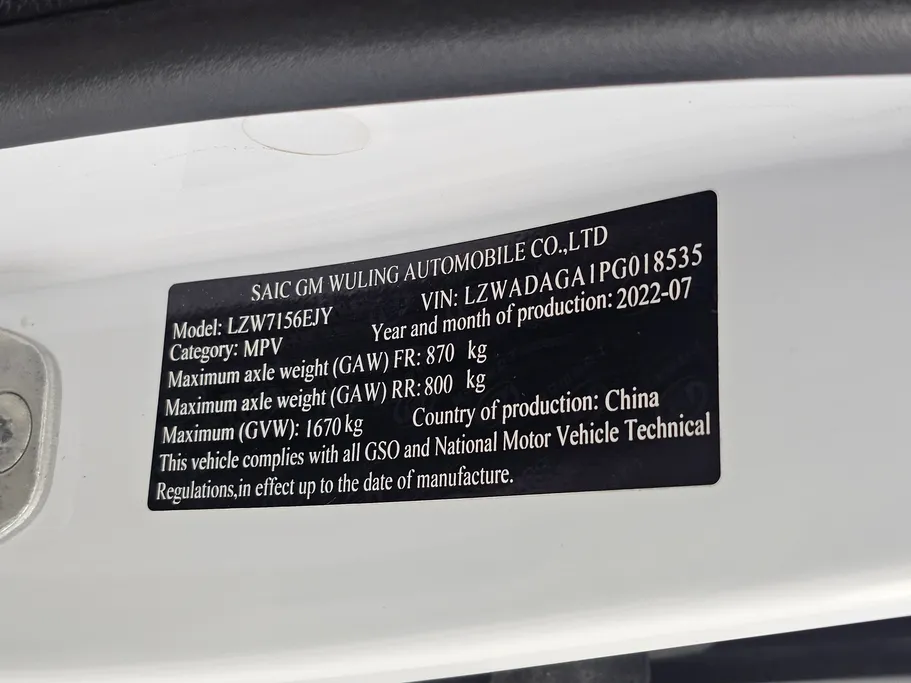 SAIC GM WULING AUTOMOBILE CO.,LTD
Model: LZW7156EJY VIN: LZWADAGA1PG018535
Category: MPV Year and month of production: 2022-07
Maximum axle weight (GAW) FR: 870 kg
Maximum axle weight (GAW) RR: 800 kg
Maximum (GVW): 1670 kg Country of production: China
This vehicle complies with all GSO and National Motor Vehicle Technical
Regulations,in effect up to the date of manufacture.